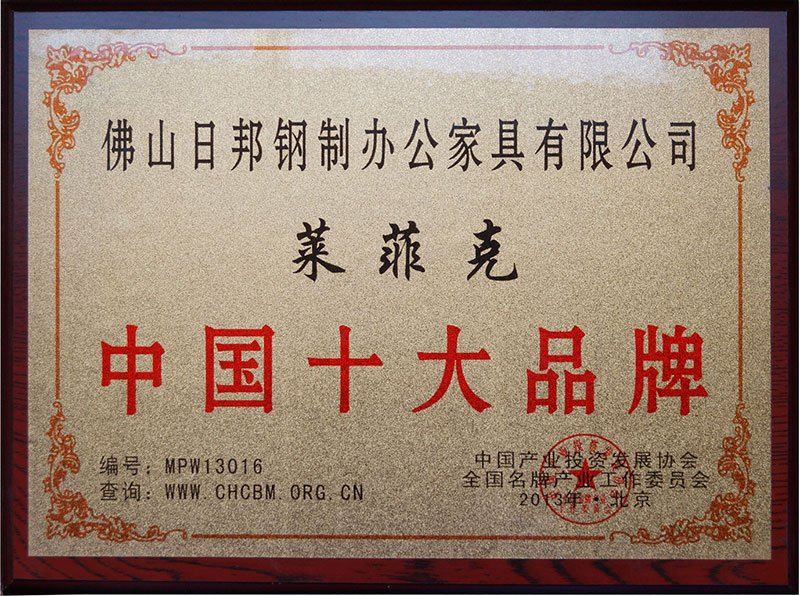 佛山日邦钢制办公家具有限公司
莱菲克
中国十大品牌
编号：MPW13016
查询：WWW.CHCBM.ORG.CN
中国产业投资发展协会
全国名牌产业工作委员会
2013年·北京